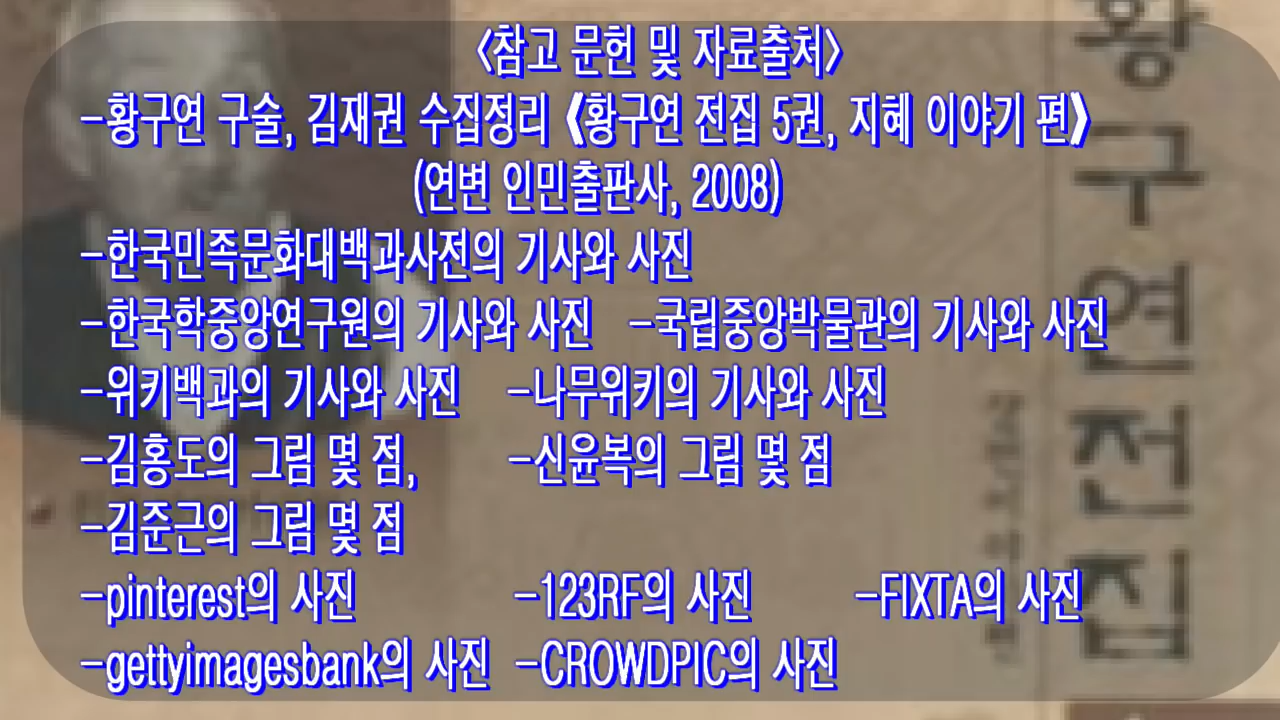 〈참고 문헌 및 자료출처〉
-황구연 구술, 김재권 수집정리 《황구연 전집 5권, 지혜 이야기 편》
(연변 인민출판사, 2008)
-한국민족문화대백과사전의 기사와 사진
-한국학중앙연구원의 기사와 사진 -국립중앙박물관의 기사와 사진
-위키백과의 기사와 사진 -나무위키의 기사와 사진
-김홍도의 그림 몇 점, -신윤복의 그림 몇 점
-김준근의 그림 몇 점
-pinterest의 사진 -123RF의 사진 -FIXTA의 사진
-gettyimagesbank의 사진 -CROWDPIC의 사진
황구연전집